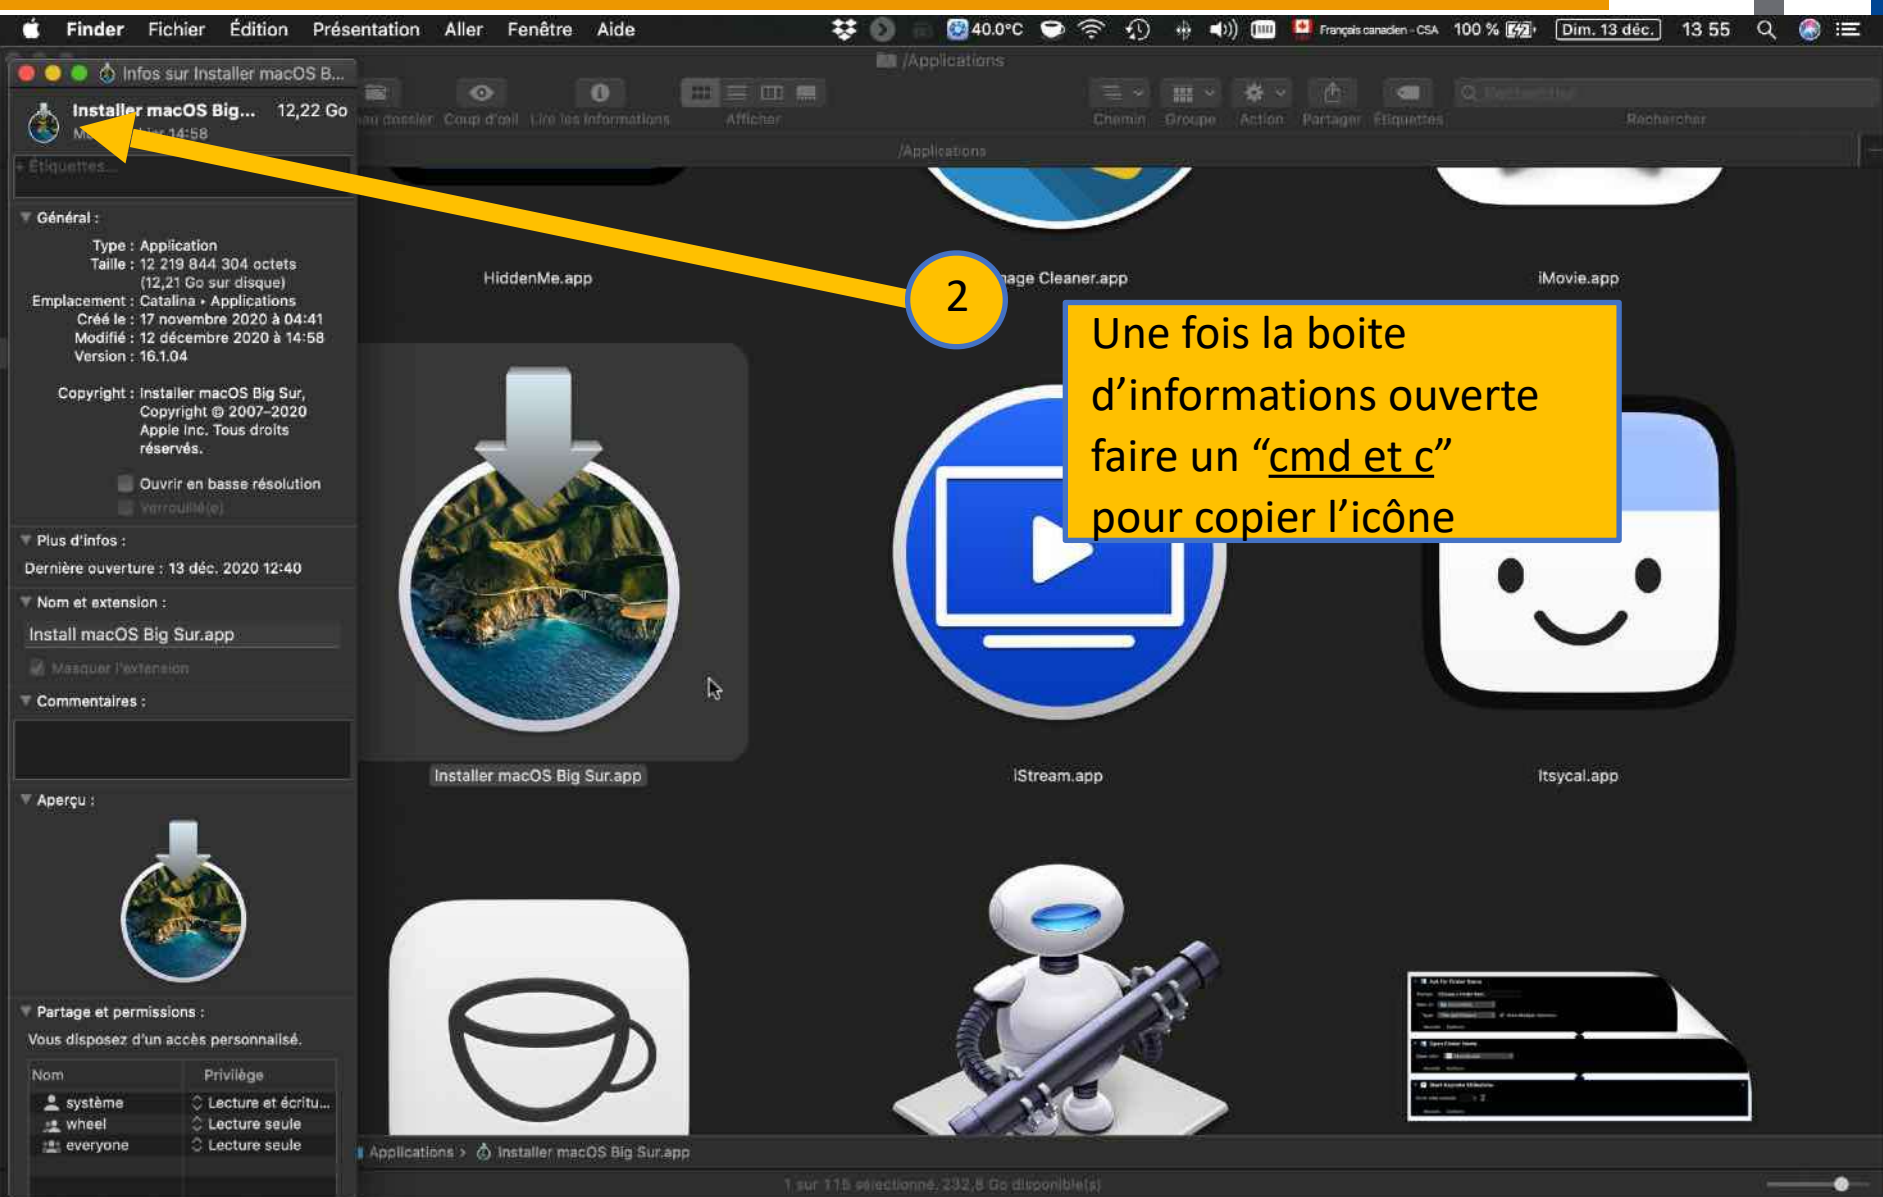 Finder Fichier Édition Présentation Aller Fenêtre Aide 40.0°C Français canadien - CSA 100 % Dim. 13 déc. 13 55
Infos sur Installer macOS B...
/Applications
Installer macOS Big... 12,22 Go
14:58
dossier Coup d'œil Lire les informations Afficher Chemin Groupe Action Partager Étiquettes Rechercher
Rechercher
/Applications
+ Étiquettes...
Général :
Type : Application
Taille : 12 219 844 304 octets
(12,21 Go sur disque)
Emplacement : Catalina ▸ Applications
Créé le : 17 novembre 2020 à 04:41
Modifié : 12 décembre 2020 à 14:58
Version : 16.1.04
Copyright : Installer macOS Big Sur,
Copyright © 2007–2020
Apple Inc. Tous droits
réservés.
Ouvrir en basse résolution
Verrouillé(e)
Plus d'infos :
Dernière ouverture : 13 déc. 2020 12:40
Nom et extension :
Install macOS Big Sur.app
Masquer l'extension
Commentaires :
Aperçu :
Partage et permissions :
Vous disposez d'un accès personnalisé.
Nom Privilège
système Lecture et écritu...
wheel Lecture seule
everyone Lecture seule
HiddenMe.app
age Cleaner.app
iMovie.app
2
Une fois la boite
d’informations ouverte
faire un “cmd et c”
pour copier l’icône
Installer macOS Big Sur.app
iStream.app
Itsycal.app
Applications › Installer macOS Big Sur.app
1 sur 115 sélectionné, 232,8 Go disponible(s)